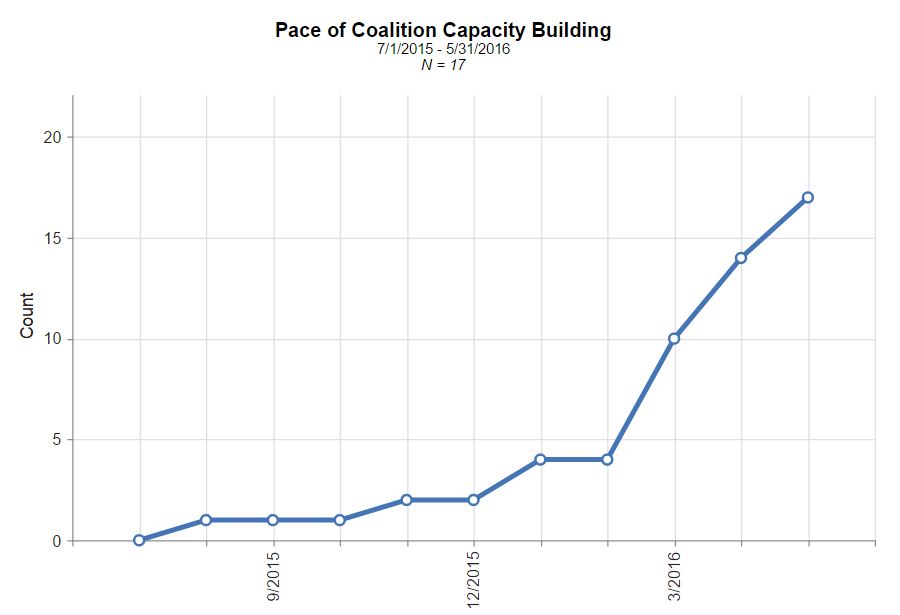 Pace of Coalition Capacity Building
7/1/2015 - 5/31/2016
N = 17
20
15
10
5
0
Count
9/2015
12/2015
3/2016